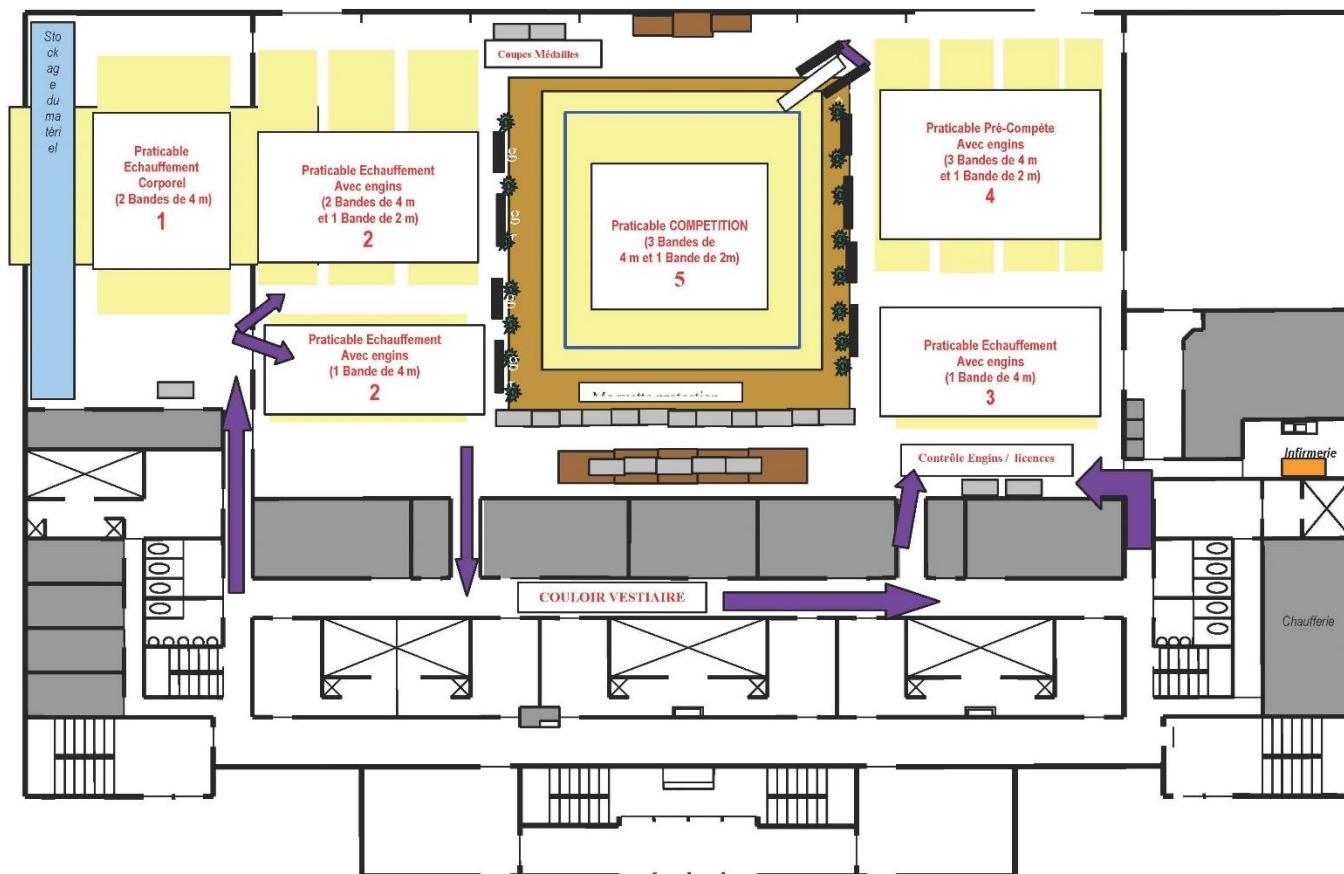 Sto
ck
ag
e
du
ma
téri
el
Coupes Médailles
Praticable
Echauffement
Corporel
(2 Bandes de 4 m)
1
Praticable Echauffement
Avec engins
(2 Bandes de 4 m
et 1 Bande de 2 m)
2
Praticable COMPETITION
(3 Bandes de
4 m et 1 Bande de 2m)
5
Praticable Pré-Compéte
Avec engins
(3 Bandes de 4 m
et 1 Bande de 2 m)
4
Praticable Echauffement
Avec engins
(1 Bande de 4 m)
2
Praticable Echauffement
Avec engins
(1 Bande de 4 m)
3
Contrôle Engins / licences
Infirmerie
COULOIR VESTIAIRE
Chaufferie